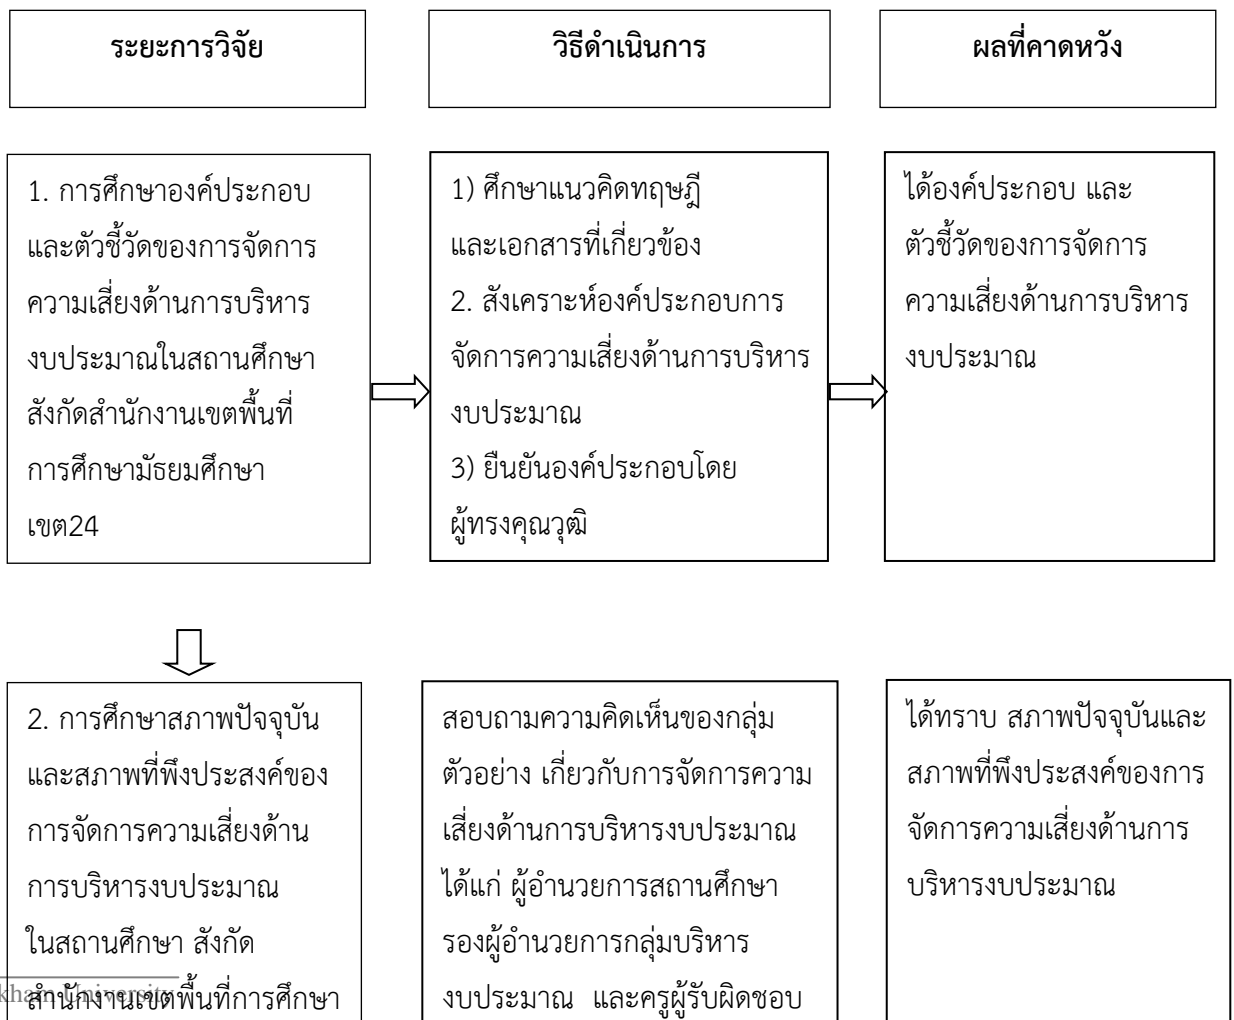 ระยะการวิจัย
วิธีดำเนินการ
ผลที่คาดหวัง
1. การศึกษาองค์ประกอบ
และตัวชี้วัดของการจัดการ
ความเสี่ยงด้านการบริหาร
งบประมาณในสถานศึกษา
สังกัดสำนักงานเขตพื้นที่
การศึกษามัธยมศึกษา
เขต24
1) ศึกษาแนวคิดทฤษฎี
และเอกสารที่เกี่ยวข้อง
2. สังเคราะห์องค์ประกอบการ
จัดการความเสี่ยงด้านการบริหาร
งบประมาณ
3) ยืนยันองค์ประกอบโดย
ผู้ทรงคุณวุฒิ
ได้องค์ประกอบ และ
ตัวชี้วัดของการจัดการ
ความเสี่ยงด้านการบริหาร
งบประมาณ
2. การศึกษาสภาพปัจจุบัน
และสภาพที่พึงประสงค์ของ
การจัดการความเสี่ยงด้าน
การบริหารงบประมาณ
ในสถานศึกษา สังกัด
สำนักงานเขตพื้นที่การศึกษา
สอบถามความคิดเห็นของกลุ่ม
ตัวอย่าง เกี่ยวกับการจัดการความ
เสี่ยงด้านการบริหารงบประมาณ
ได้แก่ ผู้อำนวยการสถานศึกษา
รองผู้อำนวยการกลุ่มบริหาร
งบประมาณ และครูผู้รับผิดชอบ
ได้ทราบ สภาพปัจจุบันและ
สภาพที่พึงประสงค์ของการ
จัดการความเสี่ยงด้านการ
บริหารงบประมาณ
University